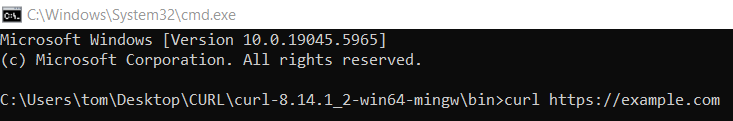 C:\Windows\System32\cmd.exe
Microsoft Windows [Version 10.0.19045.5965]
(c) Microsoft Corporation. All rights reserved.
C:\Users\tom\Desktop\CURL\curl-8.14.1_2-win64-mingw\bin>curl https://example.com